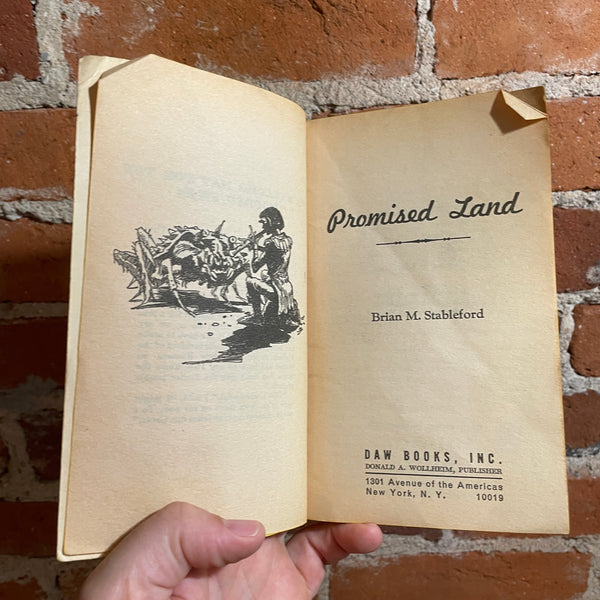 Promised Land
Brian M. Stableford
DAW BOOKS, INC.
DONALD A. WOLLHEIM, PUBLISHER
1301 Avenue of the Americas
New York, N. Y. 10019